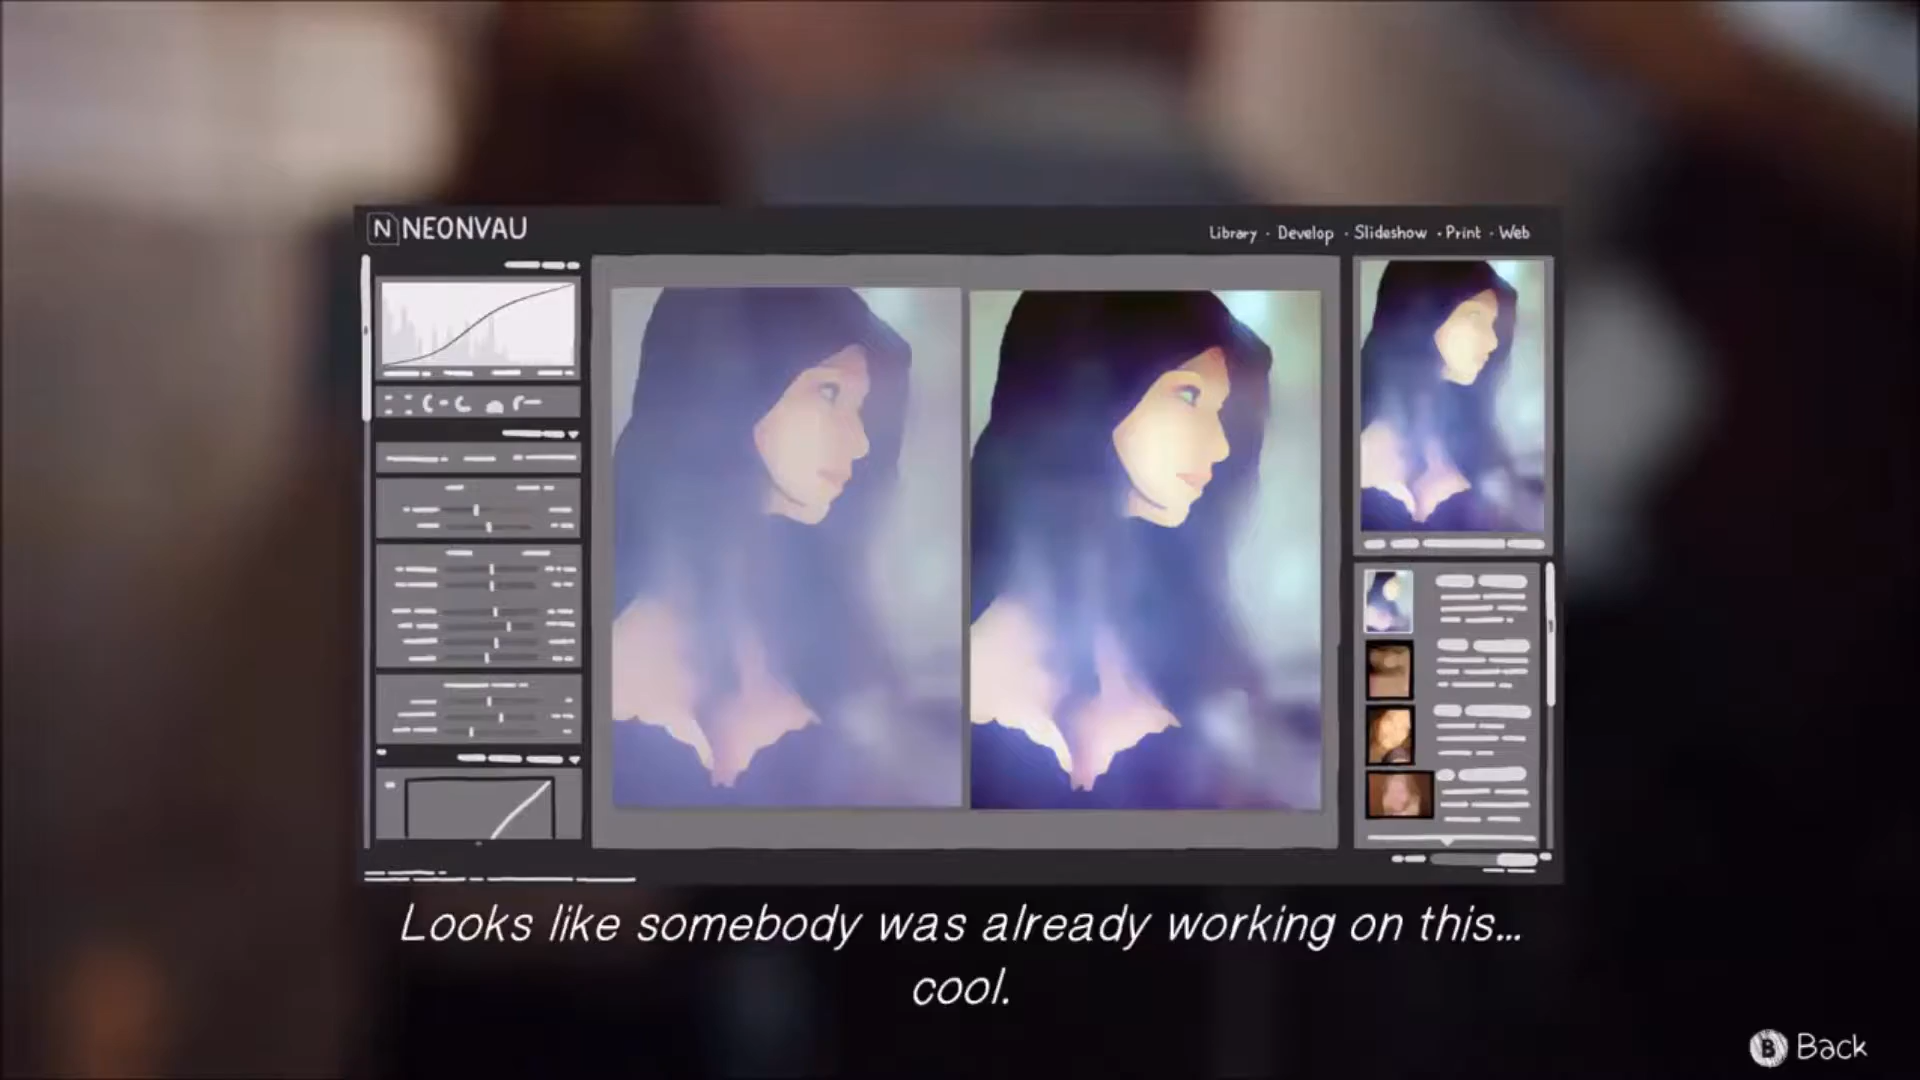 N NEONVAU
Library · Develop · Slideshow · Print · Web
Looks like somebody was already working on this...
cool.
B Back